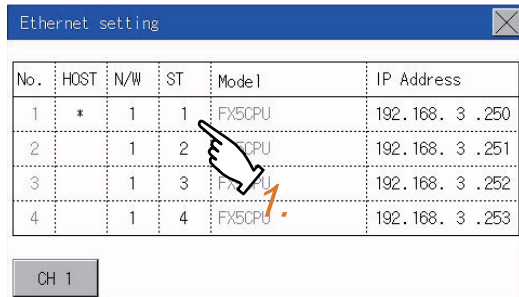 Ethernet setting
No. HOST N/W ST Model IP Address
1 * 1 1 FX5CPU 192.168. 3 .250
2 1 2 FX5CPU 192.168. 3 .251
3 1 3 FX5CPU 192.168. 3 .252
4 1 4 FX5CPU 192.168. 3 .253
1.
CH 1